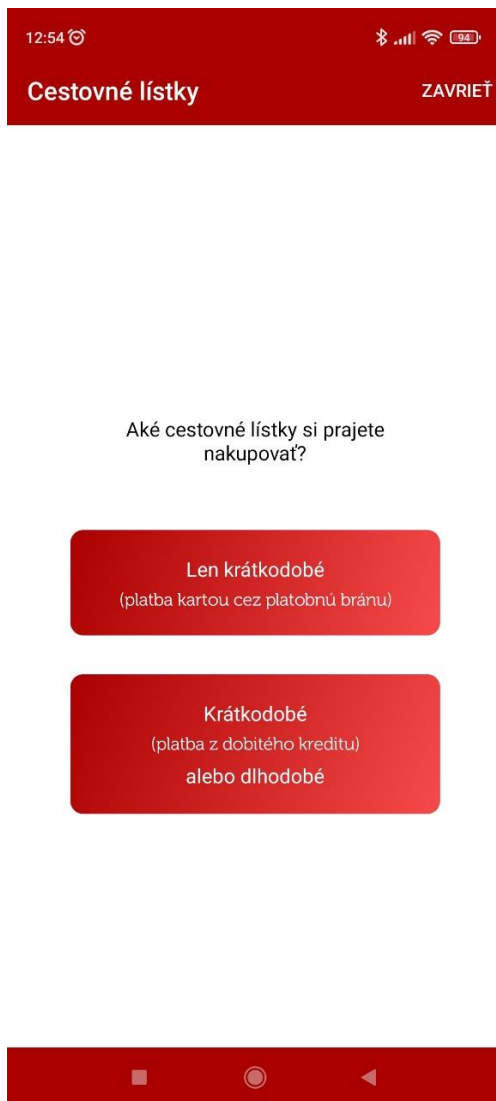 12:54
94
Cestovné lístky
ZAVRIEŤ
Aké cestovné lístky si prajete
nakupovať?
Len krátkodobé
(platba kartou cez platobnú bránu)
Krátkodobé
(platba z dobitého kreditu)
alebo dlhodobé